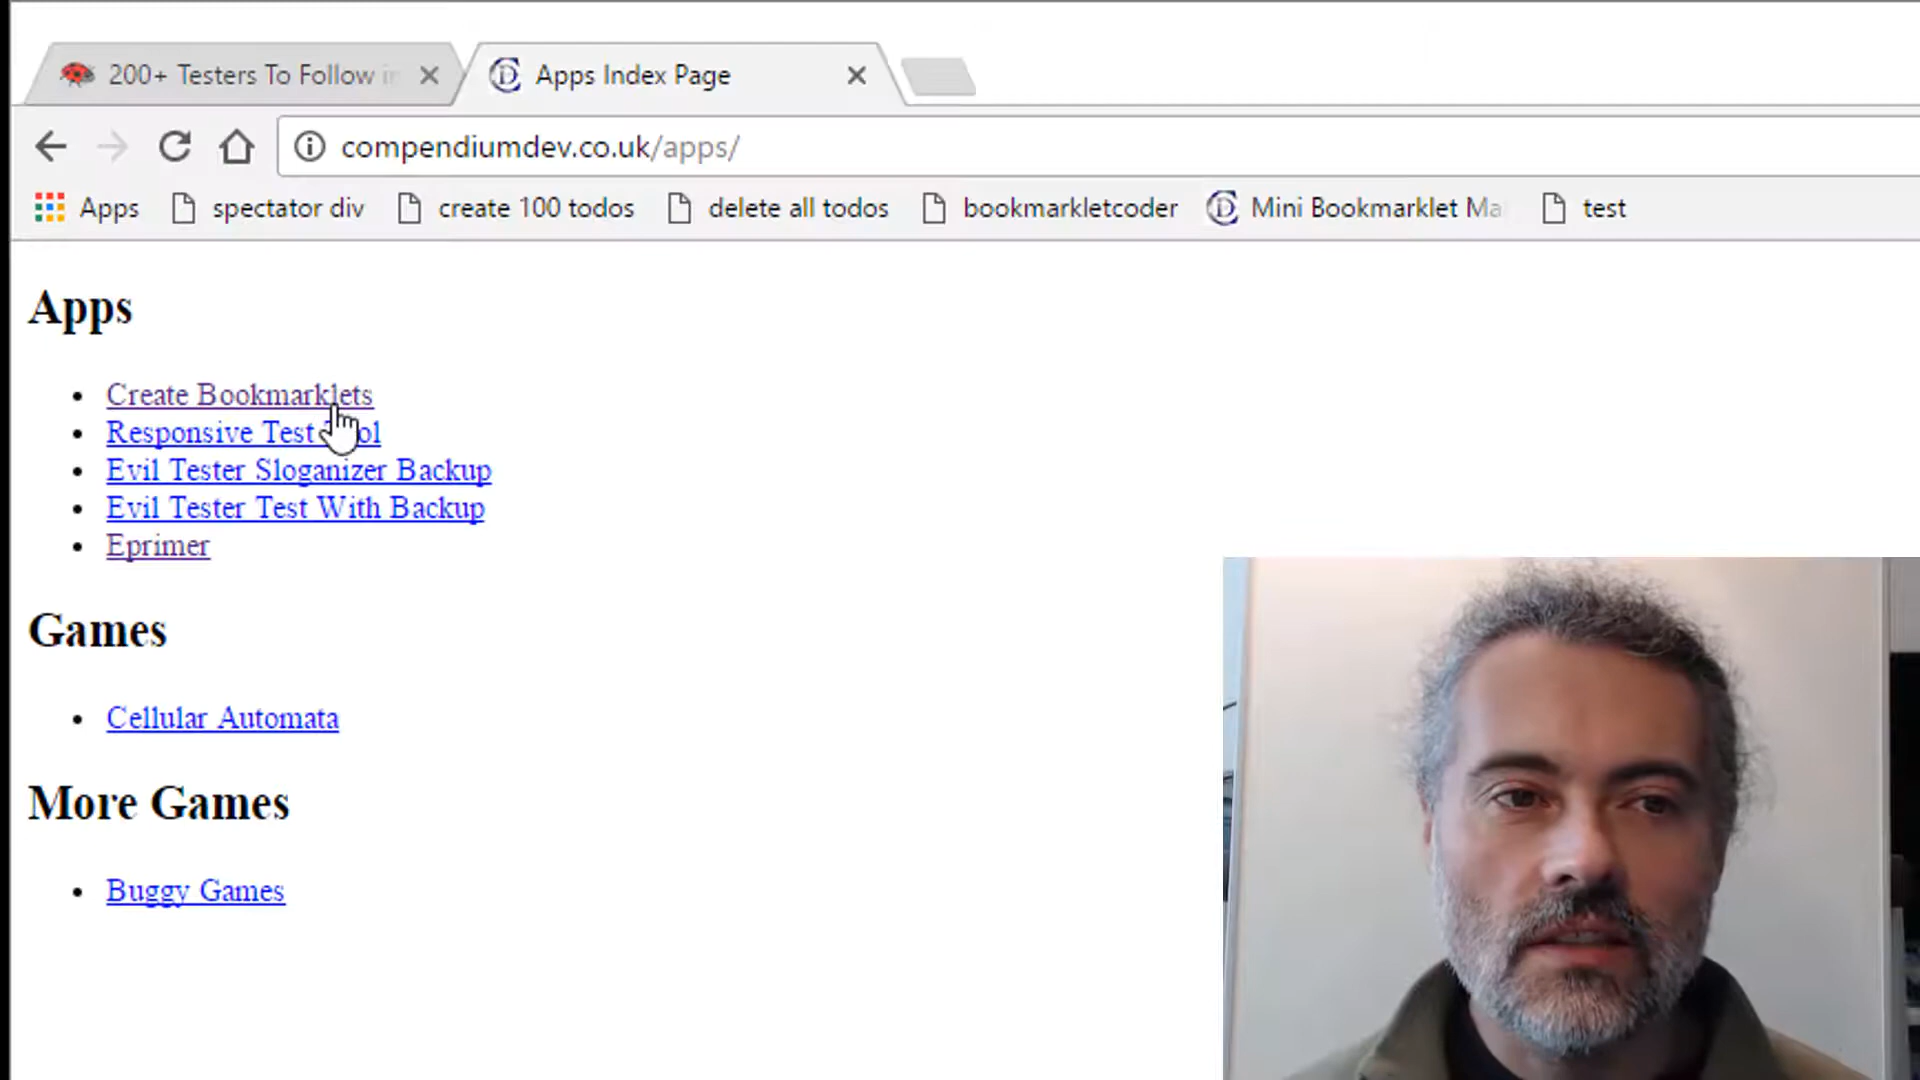 200+ Testers To Follow in
Apps Index Page
compendiumdev.co.uk/apps/
Apps spectator div create 100 todos delete all todos bookmarkletcoder Mini Bookmarklet Ma test
Apps
Create Bookmarklets
Responsive Test
Evil Tester Sloganizer Backup
Evil Tester Test With Backup
Eprimer
Games
Cellular Automata
More Games
Buggy Games